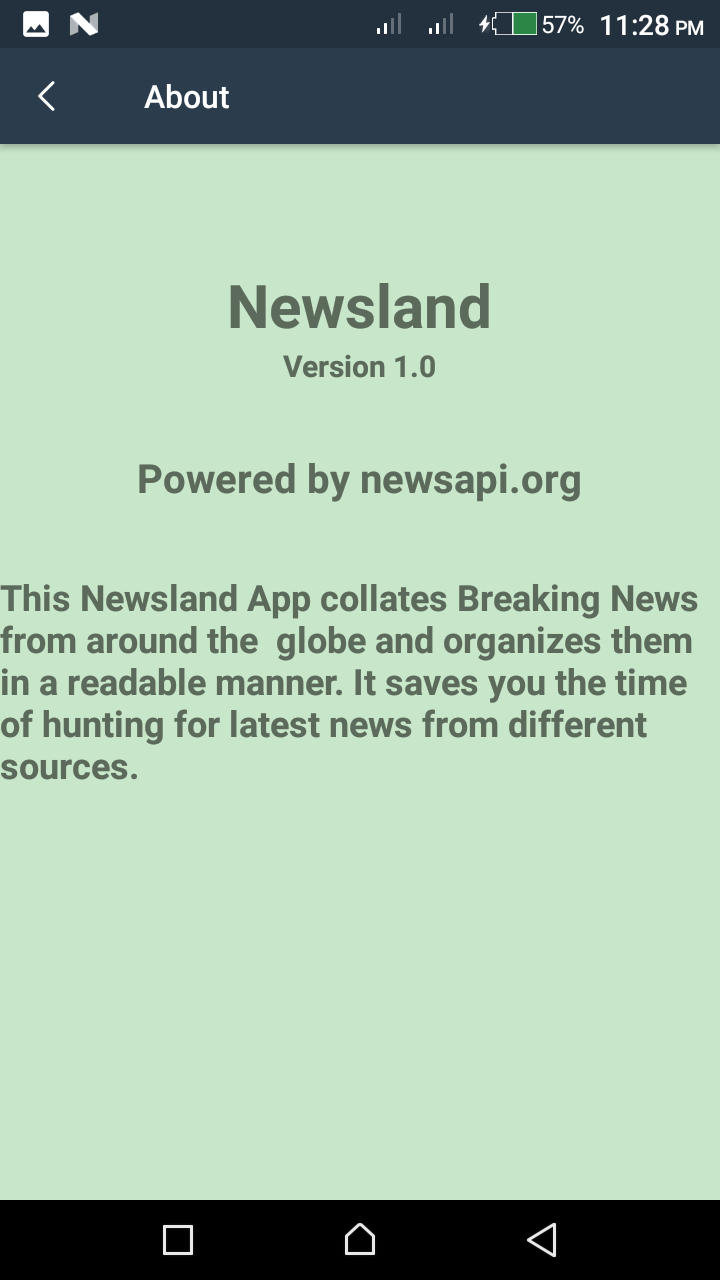 57% 11:28 PM
About
Newsland
Version 1.0
Powered by newsapi.org
This Newsland App collates Breaking News
from around the  globe and organizes them
in a readable manner. It saves you the time
of hunting for latest news from different
sources.